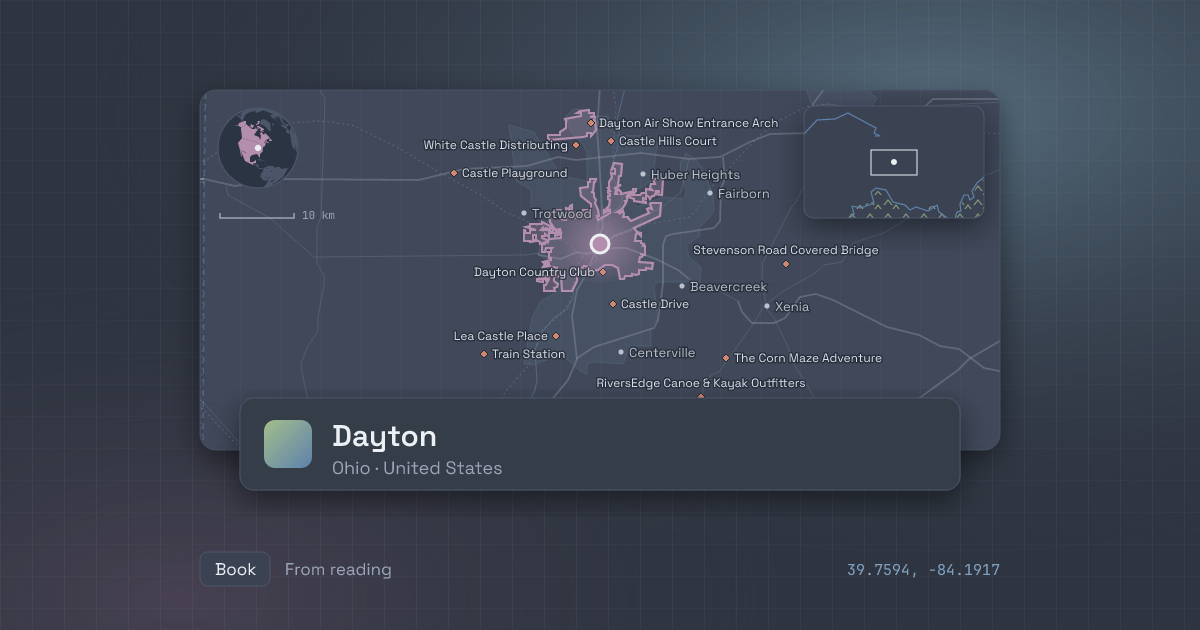 Dayton Air Show Entrance Arch
White Castle Distributing
Castle Hills Court
Castle Playground
Huber Heights
Fairborn
10 km
Trotwood
Stevenson Road Covered Bridge
Dayton Country Club
Beavercreek
Castle Drive
Xenia
Lea Castle Place
Train Station
Centerville
The Corn Maze Adventure
RiversEdge Canoe & Kayak Outfitters
Dayton
Ohio · United States
Book
From reading
39.7594, -84.1917